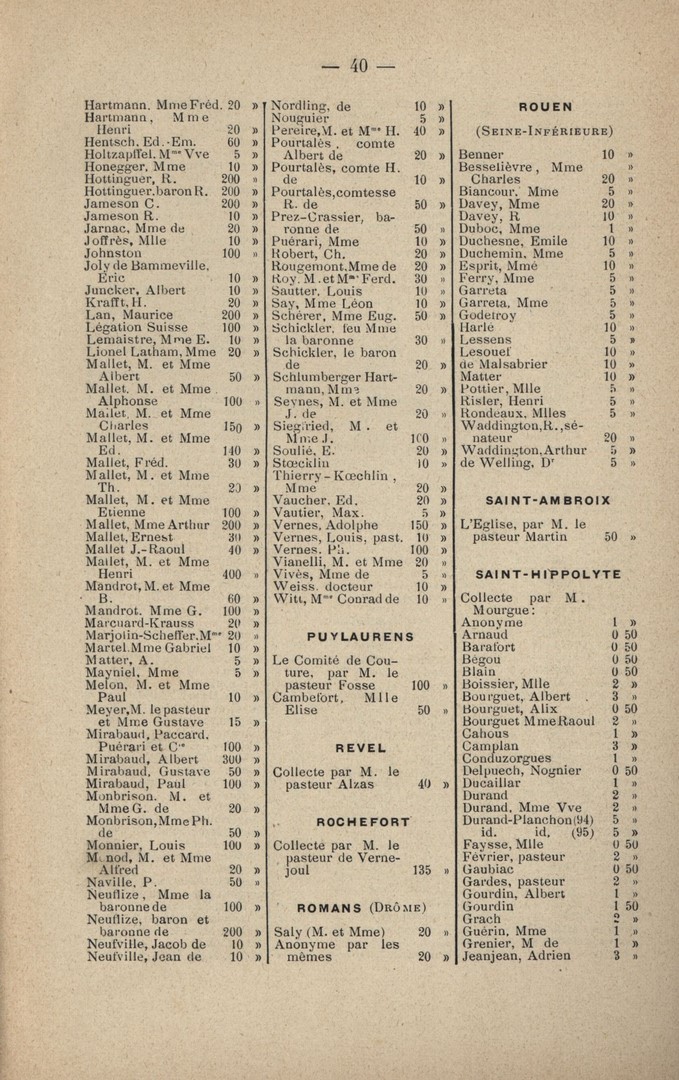 — 40 —
Hartmann, Mme Fréd. 20 »
Hartmann, Mme
Henri 20 »
Hentsch, Ed.-Em. 60 »
Holtzapffel, Mme Vve 5 »
Honegger, Mme 10 »
Hottinguer, R. 200 »
Hottinguer, baron R. 200 »
Jameson C. 200 »
Jameson R. 10 »
Jarnac, Mme de 20 »
Joffrès, Mlle 10 »
Johnston 100 »
Joly de Bammeville,
Eric 10 »
Juncker, Albert 10 »
Krafft, H. 20 »
Lan, Maurice 200 »
Légation Suisse 100 »
Lemaistre, Mme E. 10 »
Lionel Latham, Mme 20 »
Mallet, M. et Mme
Albert 50 »
Mallet, M. et Mme
Alphonse 100 »
Mallet, M. et Mme
Charles 150 »
Mallet, M. et Mme
Ed. 140 »
Mallet, Fréd. 30 »
Mallet, M. et Mme
Th. 20 »
Mallet, M. et Mme
Etienne 100 »
Mallet, Mme Arthur 200 »
Mallet, Ernest 30 »
Mallet J.-Raoul 40 »
Mallet, M. et Mme
Henri 400 »
Mandrot, M. et Mme
B. 60 »
Mandrot, Mme G. 100 »
Marcuard-Krauss 20 »
Marjolin-Scheffer, Mme 20 »
Martel, Mme Gabriel 10 »
Matter, A. 5 »
Mayniel, Mme 5 »
Melon, M. et Mme
Paul 10 »
Meyer, M. le pasteur
et Mme Gustave 15 »
Mirabaud, Paccard,
Puérari et Cie 100 »
Mirabaud, Albert 300 »
Mirabaud, Gustave 50 »
Mirabaud, Paul 100 »
Monbrison, M. et
Mme G. de 20 »
Monbrison, Mme Ph.
de 50 »
Monnier, Louis 100 »
Monod, M. et Mme
Alfred 20 »
Naville, P. 50 »
Neuflize, Mme la
baronne de 100 »
Neuflize, baron et
baronne de 200 »
Neufville, Jacob de 10 »
Neufville, Jean de 10 »
Nordling, de 10 »
Nouguier 5 »
Pereire, M. et Mme H. 40 »
Pourtalès, comte
Albert de 20 »
Pourtalès, comte H.
de 10 »
Pourtalès, comtesse
R. de 50 »
Prez-Crassier, ba-
ronne de 50 »
Puérari, Mme 10 »
Robert, Ch. 20 »
Rougemont, Mme de 20 »
Roy, M. et Mme Ferd. 30 »
Sautter, Louis 10 »
Say, Mme Léon 10 »
Schérer, Mme Eug. 50 »
Schickler, feu Mme
la baronne 30 »
Schickler, le baron
de 20 »
Schlumberger Hart-
mann, Mme 20 »
Seynes, M. et Mme
J. de 20 »
Siegfried, M. et
Mme J. 100 »
Soulié, E. 20 »
Stœcklin 10 »
Thierry-Kœchlin,
Mme 20 »
Vaucher, Ed. 20 »
Vautier, Max. 5 »
Vernes, Adolphe 150 »
Vernes, Louis, past. 10 »
Vernes, Ph. 100 »
Vianelli, M. et Mme 20 »
Vivès, Mme de 5 »
Weiss, docteur 10 »
Witt, Mme Conrad de 10 »
PUYLAURENS
Le Comité de Cou-
ture, par M. le
pasteur Fosse 100 »
Cambefort, Mlle
Elise 50 »
REVEL
Collecte par M. le
pasteur Alzas 40 »
ROCHEFORT
Collecte par M. le
pasteur de Verne-
joul 135 »
ROMANS (DRÔME)
Saly (M. et Mme) 20 »
Anonyme par les
mêmes 20 »
ROUEN
(SEINE-INFÉRIEURE)
Benner 10 »
Besselièvre, Mme »
Charles 20 »
Biancour, Mme 5 »
Davey, Mme 20 »
Davey, R 10 »
Duboc, Mme 1 »
Duchesne, Emile 10 »
Duchemin, Mme 5 »
Esprit, Mme 10 »
Ferry, Mme 5 »
Garreta 5 »
Garreta, Mme 5 »
Godefroy 5 »
Harlé 10 »
Lessens 5 »
Lesouef 10 »
de Malsabrier 10 »
Matter 10 »
Pottier, Mlle 5 »
Risler, Henri 5 »
Rondeaux, Mlles 5 »
Waddington, R., sé-
nateur 20 »
Waddington, Arthur 5 »
de Welling, Dr 5 »
SAINT-AMBROIX
L'Eglise, par M. le
pasteur Martin 50 »
SAINT-HIPPOLYTE
Collecte par M.
Mourgue :
Anonyme 1 »
Arnaud 0 50
Barafort 0 50
Bégou 0 50
Blain 0 50
Boissier, Mlle 2 »
Bourguet, Albert 3 »
Bourguet, Alix 0 50
Bourguet Mme Raoul 2 »
Cahous 1 »
Camplan 3 »
Conduzorgues 1 »
Delpuech, Nognier 0 50
Ducaillar 1 »
Durand 2 »
Durand, Mme Vve 2 »
Durand-Planchon (94) 5 »
id. id. (95) 5 »
Faysse, Mlle 0 50
Février, pasteur 2 »
Gaubiac 0 50
Gardes, pasteur 2 »
Gourdin, Albert 1 »
Gourdin 1 50
Grach 2 »
Guérin, Mme 1 »
Grenier, M de 1 »
Jeanjean, Adrien 3 »